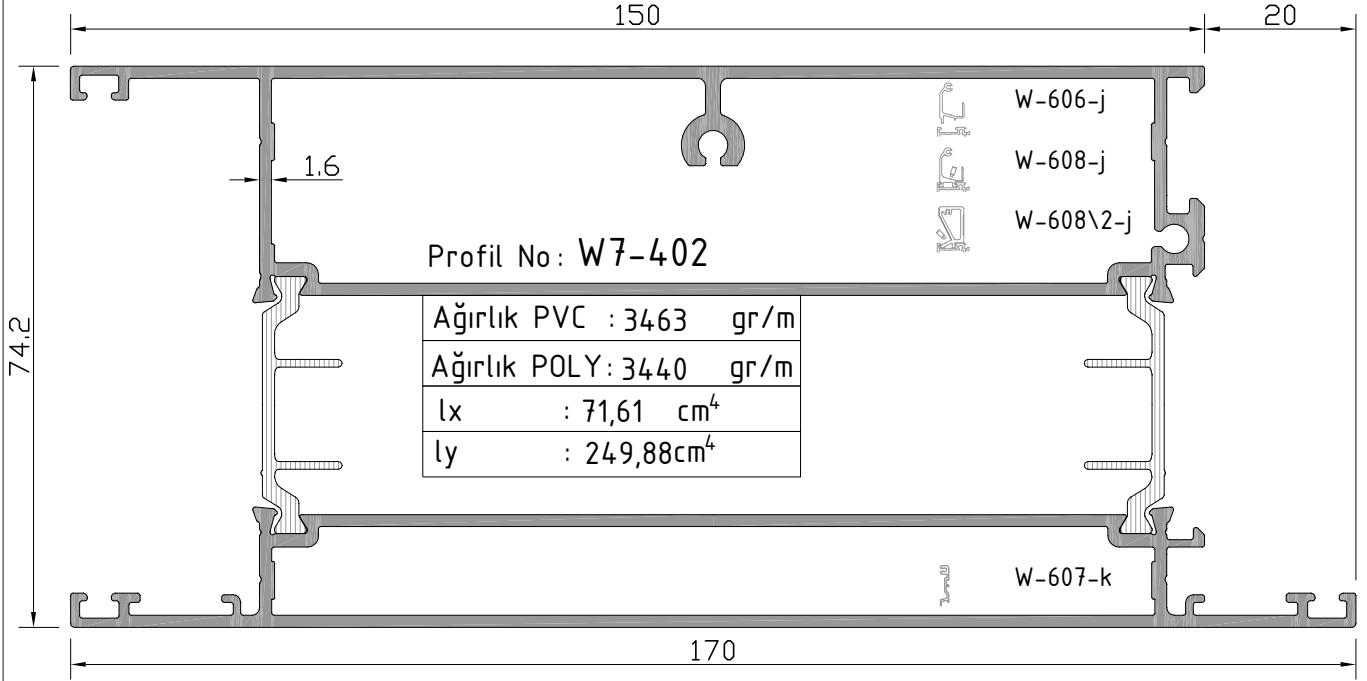 150
20
W-606-j
1.6
W-608-j
W-608\2-j
Profil No: W7-402
74.2
Ağırlık PVC : 3463 gr/m
Ağırlık POLY: 3440 gr/m
lx : 71,61 cm⁴
ly : 249,88cm⁴
W-607-k
170